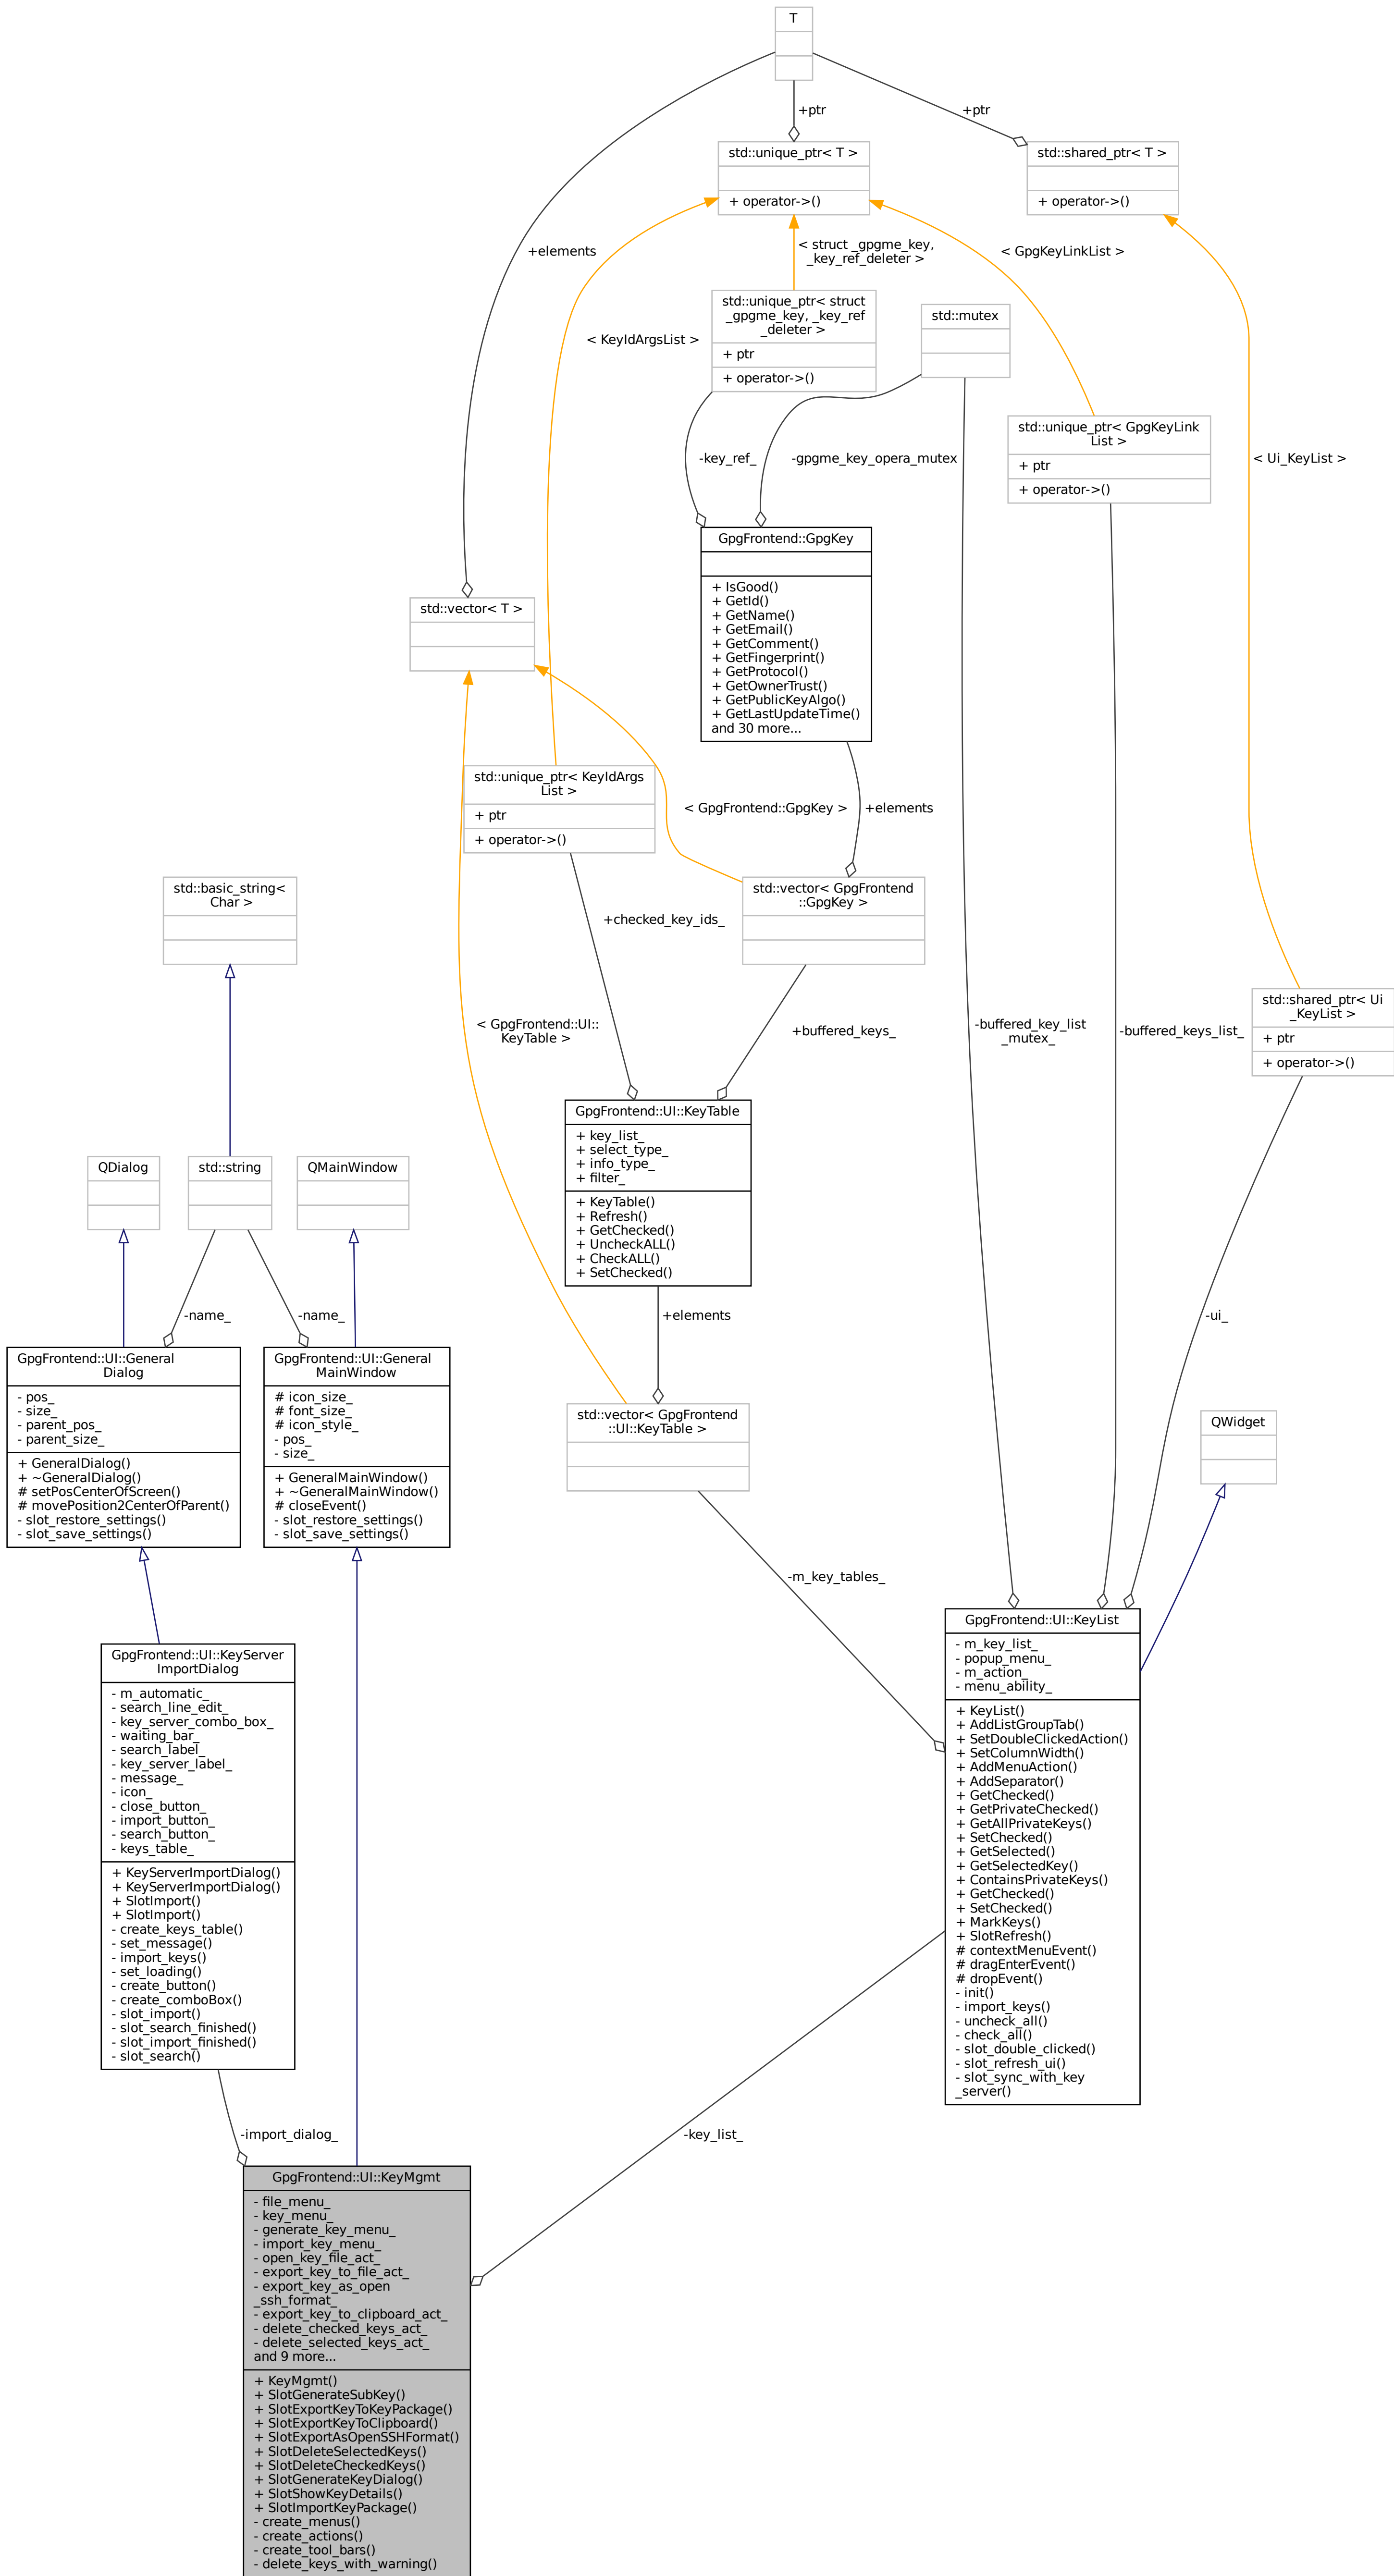 T
+ptr
+ptr
std::unique_ptr< T >
+ operator->()
std::shared_ptr< T >
+ operator->()
+elements
< struct _gpgme_key,
_key_ref_deleter >
< GpgKeyLinkList >
std::unique_ptr< struct
_gpgme_key, _key_ref
_deleter >
+ ptr
+ operator->()
std::mutex
< KeyIdArgsList >
std::unique_ptr< GpgKeyLink
List >
+ ptr
+ operator->()
-key_ref_
-gpgme_key_opera_mutex
< Ui_KeyList >
GpgFrontend::GpgKey
+ IsGood()
+ GetId()
+ GetName()
+ GetEmail()
+ GetComment()
+ GetFingerprint()
+ GetProtocol()
+ GetOwnerTrust()
+ GetPublicKeyAlgo()
+ GetLastUpdateTime()
and 30 more...
std::vector< T >
std::unique_ptr< KeyIdArgs
List >
+ ptr
+ operator->()
< GpgFrontend::GpgKey >
+elements
std::basic_string<
Char >
std::vector< GpgFrontend
::GpgKey >
+checked_key_ids_
< GpgFrontend::UI::
KeyTable >
+buffered_keys_
-buffered_key_list
_mutex_
-buffered_keys_list_
std::shared_ptr< Ui
_KeyList >
+ ptr
+ operator->()
GpgFrontend::UI::KeyTable
+ key_list_
+ select_type_
+ info_type_
+ filter_
+ KeyTable()
+ Refresh()
+ GetChecked()
+ UncheckALL()
+ CheckALL()
+ SetChecked()
QDialog
std::string
QMainWindow
-name_
-name_
+elements
-ui_
GpgFrontend::UI::General
Dialog
- pos_
- size_
- parent_pos_
- parent_size_
+ GeneralDialog()
+ ~GeneralDialog()
# setPosCenterOfScreen()
# movePosition2CenterOfParent()
- slot_restore_settings()
- slot_save_settings()
GpgFrontend::UI::General
MainWindow
# icon_size_
# font_size_
# icon_style_
- pos_
- size_
+ GeneralMainWindow()
+ ~GeneralMainWindow()
# closeEvent()
- slot_restore_settings()
- slot_save_settings()
std::vector< GpgFrontend
::UI::KeyTable >
QWidget
-m_key_tables_
GpgFrontend::UI::KeyList
- m_key_list_
- popup_menu_
- m_action_
- menu_ability_
+ KeyList()
+ AddListGroupTab()
+ SetDoubleClickedAction()
+ SetColumnWidth()
+ AddMenuAction()
+ AddSeparator()
+ GetChecked()
+ GetPrivateChecked()
+ GetAllPrivateKeys()
+ SetChecked()
+ GetSelected()
+ GetSelectedKey()
+ ContainsPrivateKeys()
+ GetChecked()
+ SetChecked()
+ MarkKeys()
+ SlotRefresh()
# contextMenuEvent()
# dragEnterEvent()
# dropEvent()
- init()
- import_keys()
- uncheck_all()
- check_all()
- slot_double_clicked()
- slot_refresh_ui()
- slot_sync_with_key
_server()
GpgFrontend::UI::KeyServer
ImportDialog
- m_automatic_
- search_line_edit_
- key_server_combo_box_
- waiting_bar_
- search_label_
- key_server_label_
- message_
- icon_
- close_button_
- import_button_
- search_button_
- keys_table_
+ KeyServerImportDialog()
+ KeyServerImportDialog()
+ SlotImport()
+ SlotImport()
- create_keys_table()
- set_message()
- import_keys()
- set_loading()
- create_button()
- create_comboBox()
- slot_import()
- slot_search_finished()
- slot_import_finished()
- slot_search()
-import_dialog_
-key_list_
GpgFrontend::UI::KeyMgmt
- file_menu_
- key_menu_
- generate_key_menu_
- import_key_menu_
- open_key_file_act_
- export_key_to_file_act_
- export_key_as_open
_ssh_format_
- export_key_to_clipboard_act_
- delete_checked_keys_act_
- delete_selected_keys_act_
and 9 more...
+ KeyMgmt()
+ SlotGenerateSubKey()
+ SlotExportKeyToKeyPackage()
+ SlotExportKeyToClipboard()
+ SlotExportAsOpenSSHFormat()
+ SlotDeleteSelectedKeys()
+ SlotDeleteCheckedKeys()
+ SlotGenerateKeyDialog()
+ SlotShowKeyDetails()
+ SlotImportKeyPackage()
- create_menus()
- create_actions()
- create_tool_bars()
- delete_keys_with_warning()